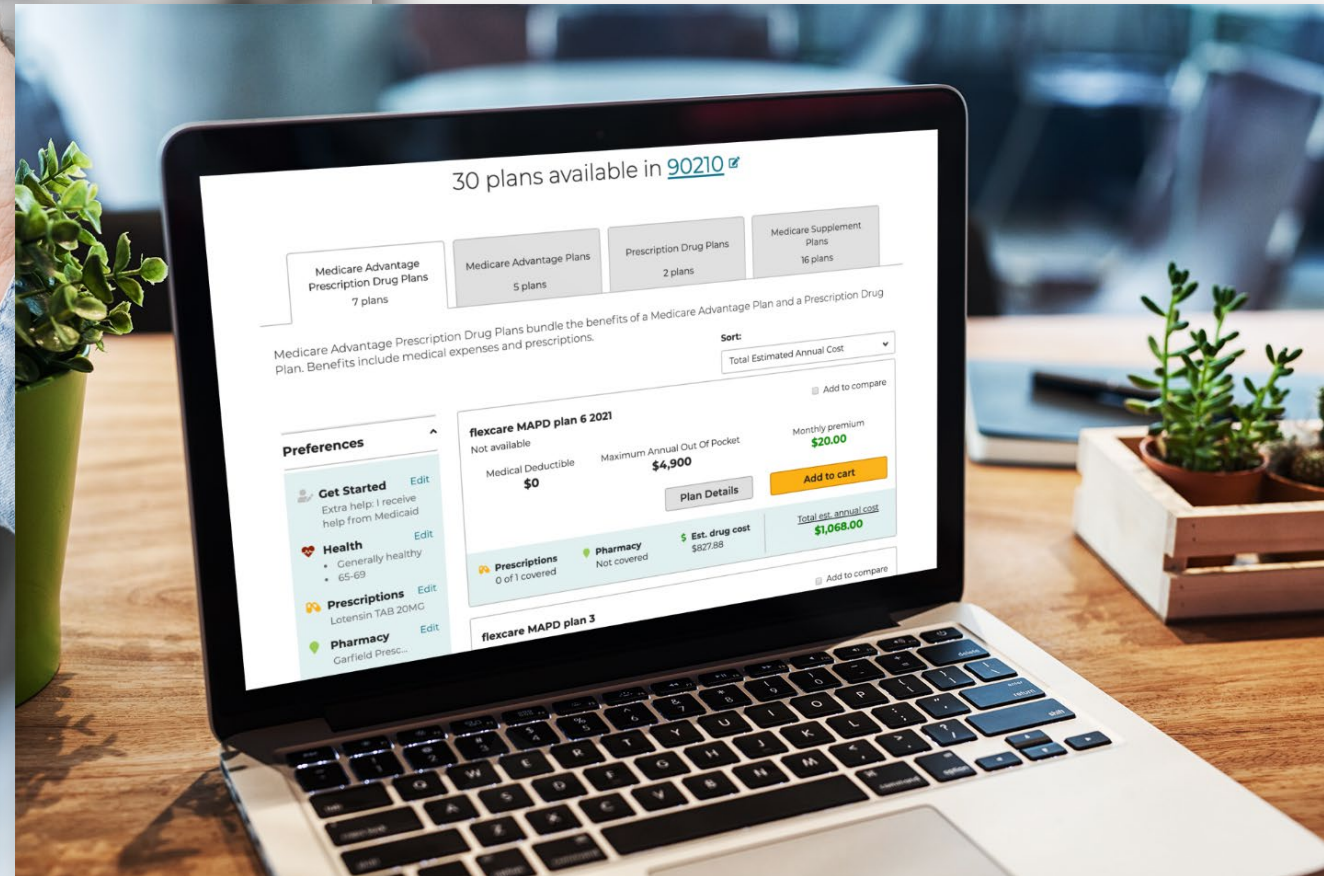 30 plans available in 90210
Medicare Advantage
Prescription Drug Plans
7 plans
Medicare Advantage Plans
5 plans
Prescription Drug Plans
2 plans
Medicare Supplement
Plans
16 plans
Medicare Advantage Prescription Drug Plans bundle the benefits of a Medicare Advantage Plan and a Prescription Drug
Plan. Benefits include medical expenses and prescriptions.
Sort:
Total Estimated Annual Cost
Preferences
Get Started Edit
Extra help: I receive
help from Medicaid
Health Edit
• Generally healthy
• 65-69
Prescriptions Edit
Lotensin TAB 20MG
Pharmacy Edit
Garfield Presc...
flexcare MAPD plan 6 2021
Add to compare
Not available
Medical Deductible
$0
Maximum Annual Out Of Pocket
$4,900
Monthly premium
$20.00
Plan Details
Add to cart
Prescriptions
0 of 1 covered
Pharmacy
Not covered
$ Est. drug cost
$827.88
Total est. annual cost
$1,068.00
flexcare MAPD plan 3
Add to compare
Q W E R T Y U I O P
A S D F G H J K L
Z X C V B N M
delete
return
shift
command
option